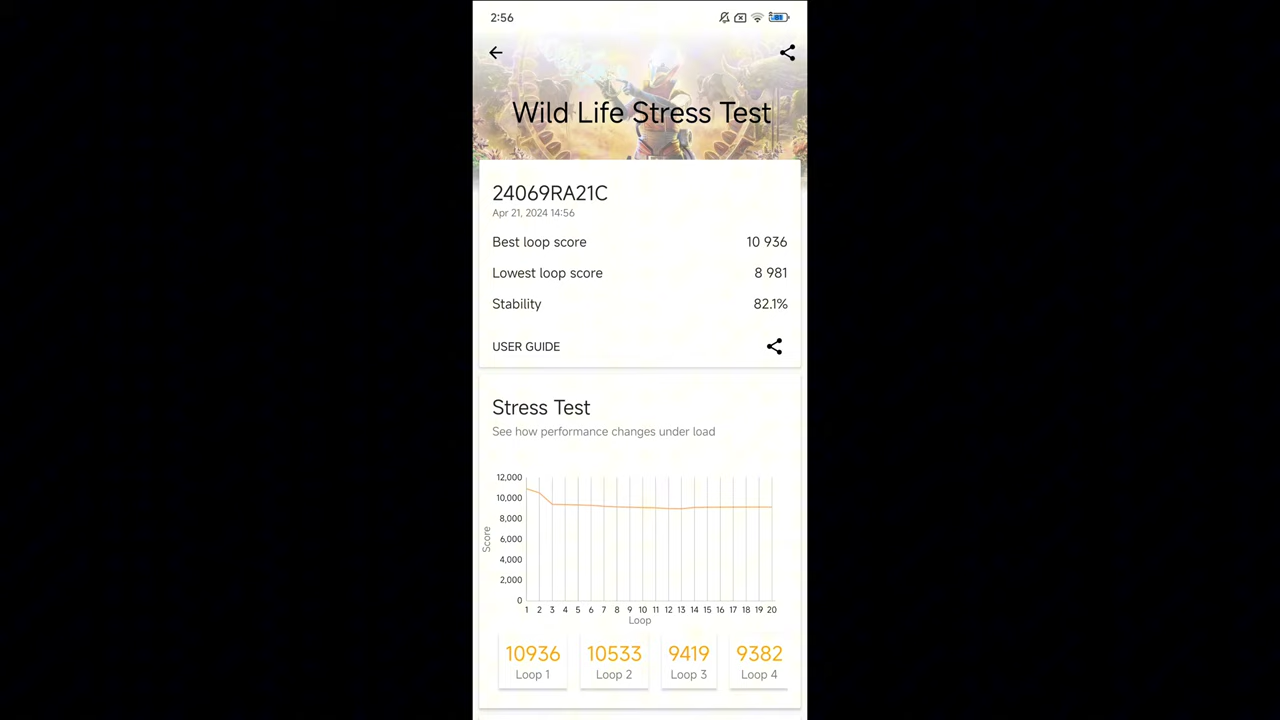 2:56
Wild Life Stress Test
24069RA21C
Apr 21, 2024 14:56
Best loop score 10 936
Lowest loop score 8 981
Stability 82.1%
USER GUIDE
Stress Test
See how performance changes under load
12,000
10,000
8,000
6,000
4,000
2,000
0
Score
1 2 3 4 5 6 7 8 9 10 11 12 13 14 15 16 17 18 19 20
Loop
10936 10533 9419 9382
Loop 1 Loop 2 Loop 3 Loop 4